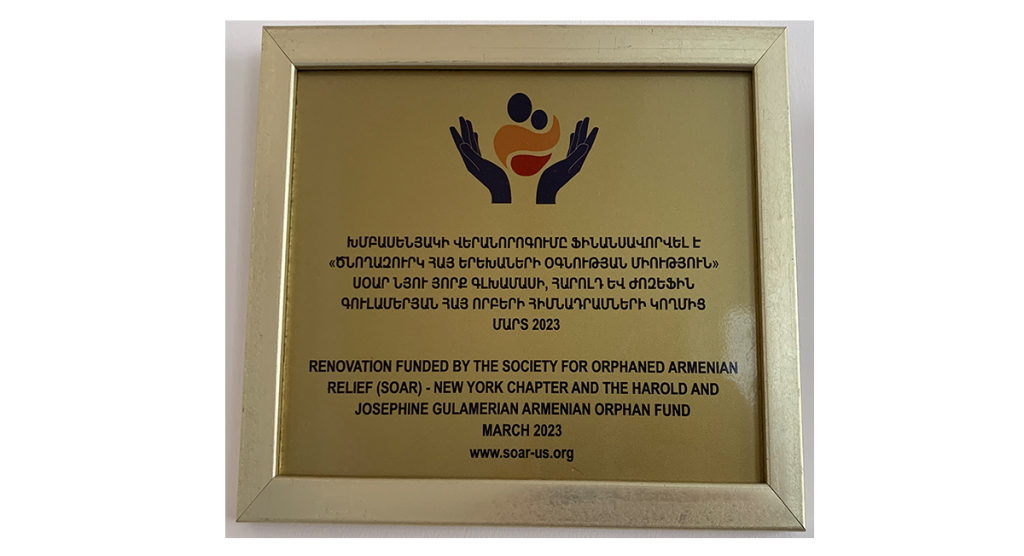 ԽՄԲԱՍԵՆՅԱԿԻ ՎԵՐԱՆՈՐՈԳՈՒՄԸ ՖԻՆԱՆՍԱՎՈՐՎԵԼ Է
«ԾՆՈՂԱԶՈՒՐԿ ՀԱՅ ԵՐԵԽԱՆԵՐԻ ՕԳՆՈՒԹՅԱՆ ՄԻՈՒԹՅՈՒՆ»
ՍՕԱՐ ՆՅՈՒ ՅՈՐՔ ԳԼԽԱՄԱՍԻ, ՀԱՐՈԼԴ ԵՎ ԺՈԶԵՖԻՆ
ԳՈՒԼԱՄԵՐՅԱՆ ՀԱՅ ՈՐԲԵՐԻ ՀԻՄՆԱԴՐԱՄՆԵՐԻ ԿՈՂՄԻՑ
ՄԱՐՏ 2023
RENOVATION FUNDED BY THE SOCIETY FOR ORPHANED ARMENIAN
RELIEF (SOAR) - NEW YORK CHAPTER AND THE HAROLD AND
JOSEPHINE GULAMERIAN ARMENIAN ORPHAN FUND
MARCH 2023
www.soar-us.org